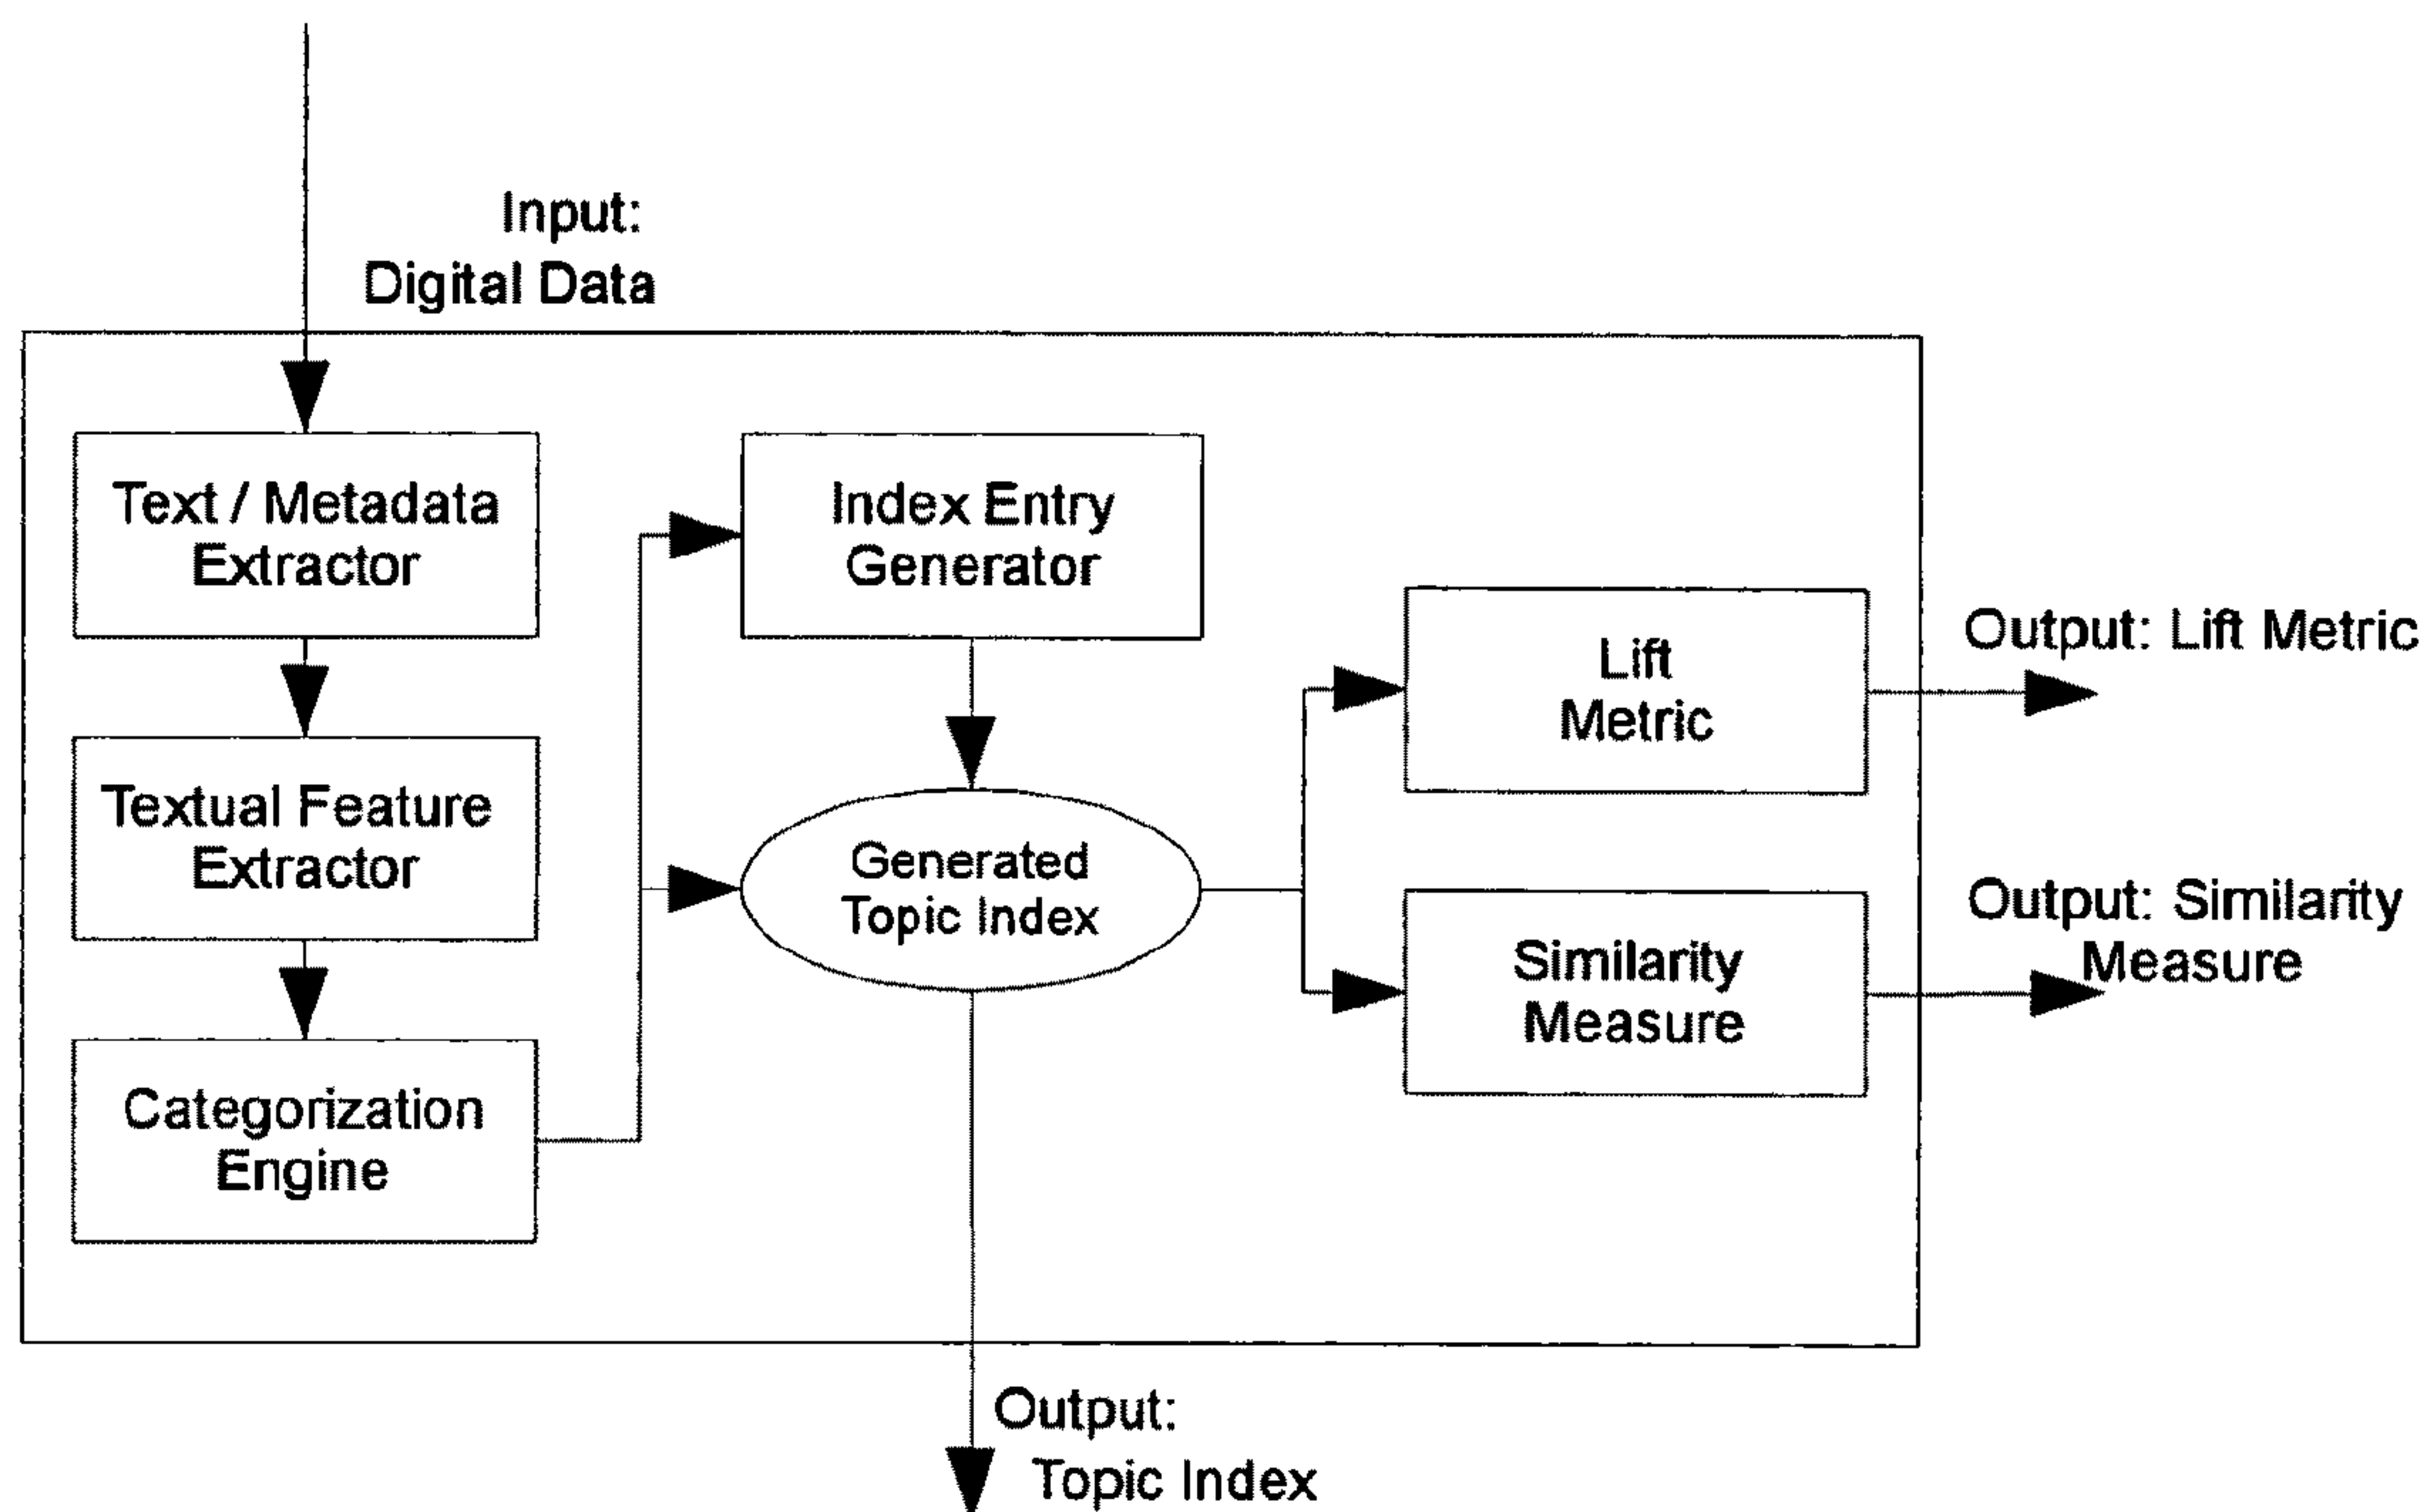 Input:
Digital Data
Text / Metadata
Extractor
Index Entry
Generator
Lift
Metric
Output: Lift Metric
Textual Feature
Extractor
Generated
Topic Index
Similarity
Measure
Output: Similarity
Measure
Categorization
Engine
Output:
Topic Index